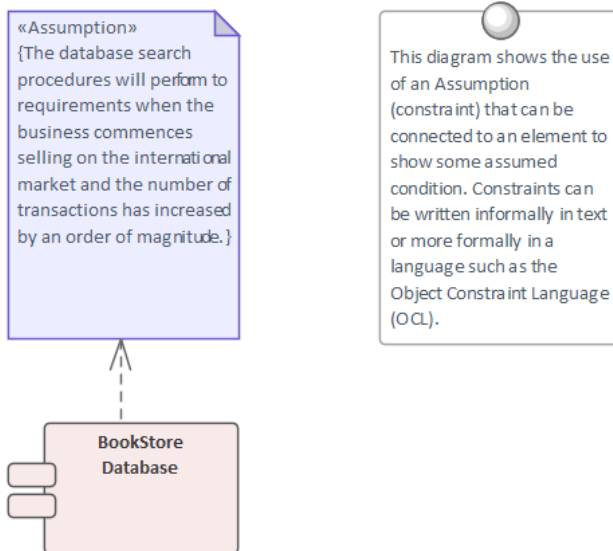 «Assumption»
{The database search
procedures will perform to
requirements when the
business commences
selling on the international
market and the number of
transactions has increased
by an order of magnitude.}
This diagram shows the use
of an Assumption
(constraint) that can be
connected to an element to
show some assumed
condition. Constraints can
be written informally in text
or more formally in a
language such as the
Object Constraint Language
(OCL).
BookStore
Database